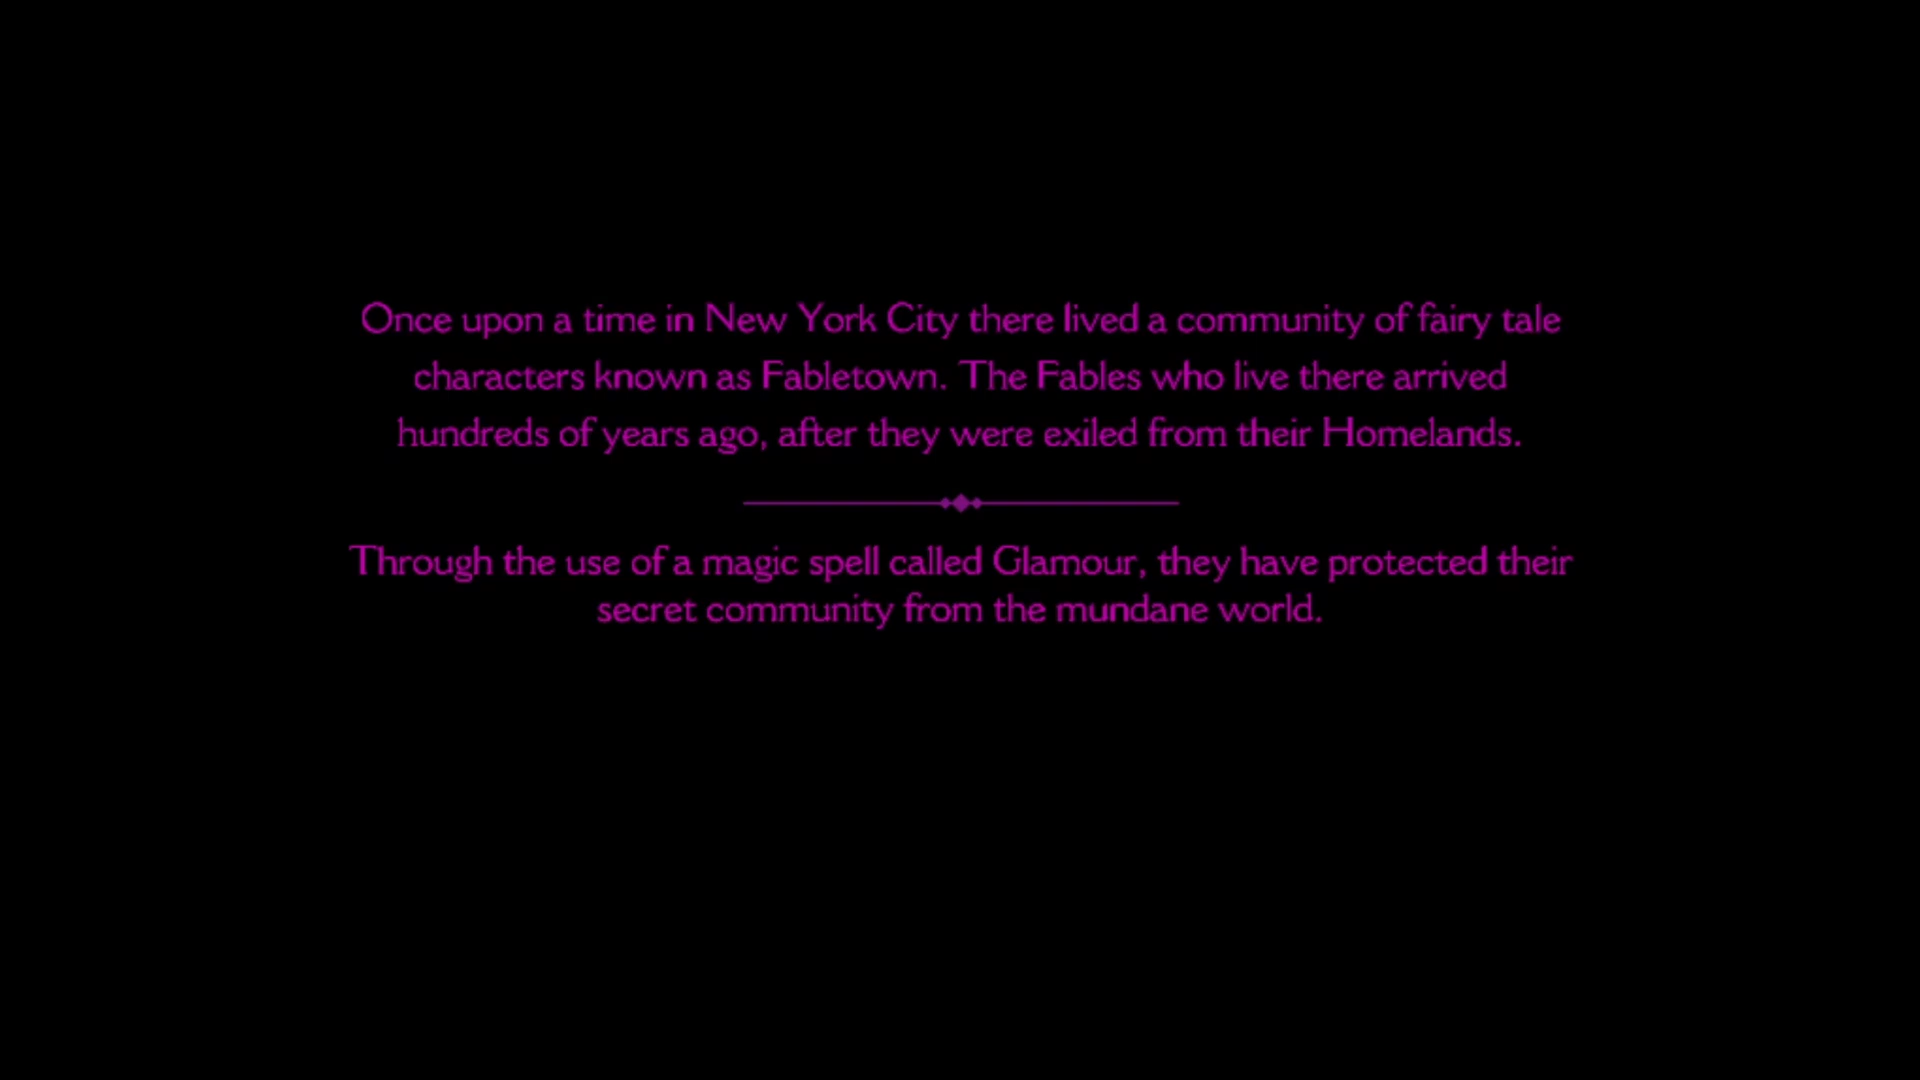 Once upon a time in New York City there lived a community of fairy tale
characters known as Fabletown. The Fables who live there arrived
hundreds of years ago, after they were exiled from their Homelands.
Through the use of a magic spell called Glamour, they have protected their
secret community from the mundane world.